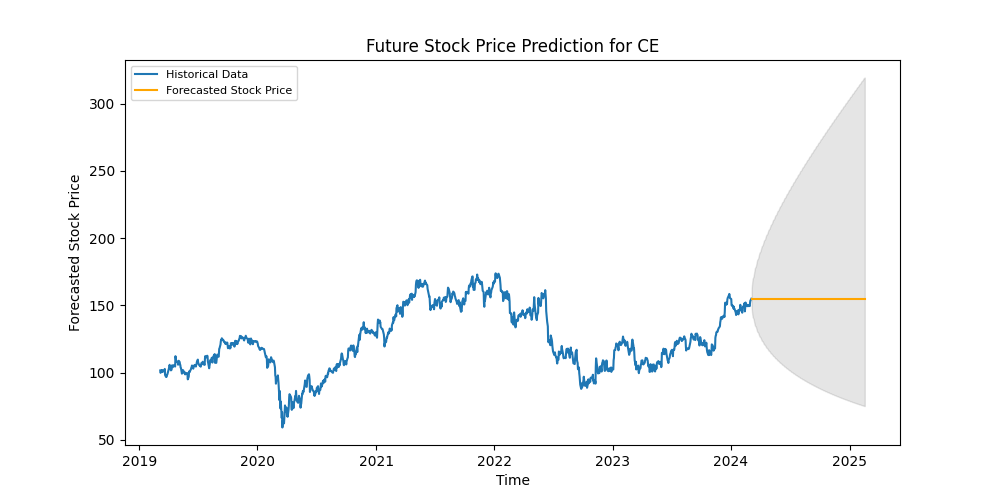 Future Stock Price Prediction for CE
Historical Data
Forecasted Stock Price
300
250
200
150
100
50
Forecasted Stock Price
2019
2020
2021
2022
2023
2024
2025
Time